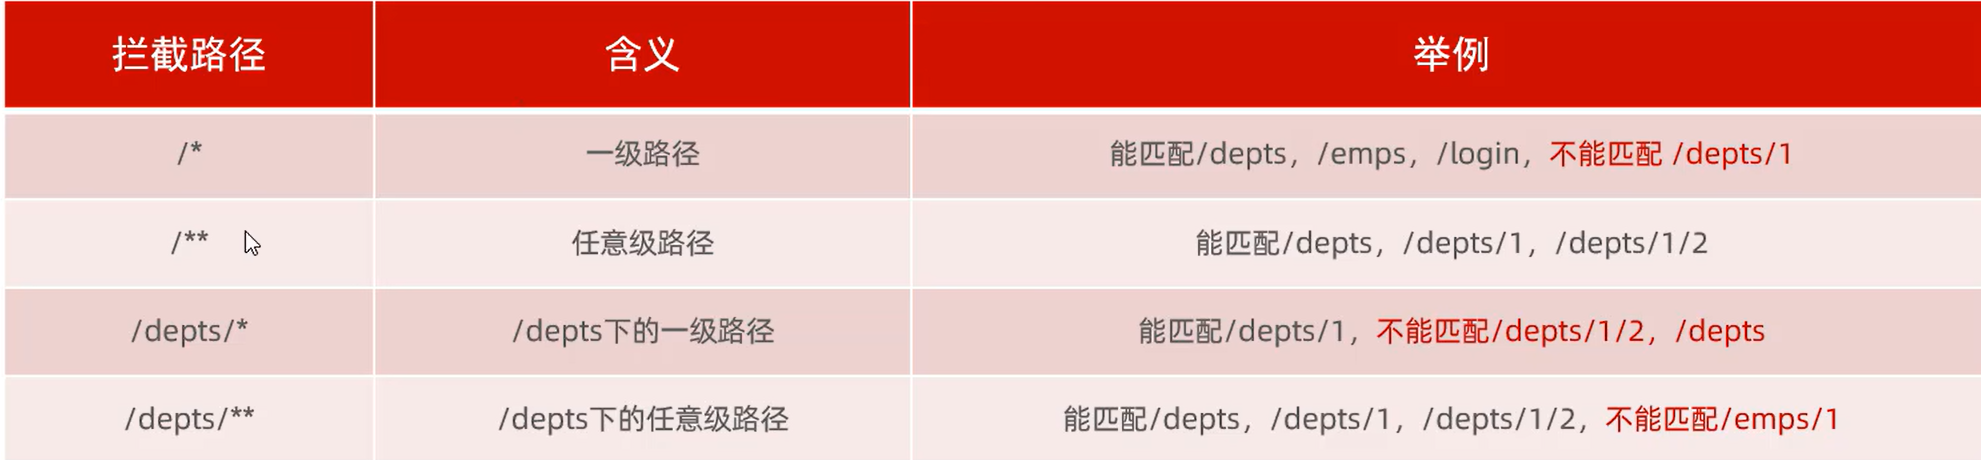 拦截路径 含义 举例
/* 一级路径 能匹配/depts，/emps，/login，不能匹配 /depts/1
/** 任意级路径 能匹配/depts，/depts/1，/depts/1/2
/depts/* /depts下的一级路径 能匹配/depts/1，不能匹配/depts/1/2，/depts
/depts/** /depts下的任意级路径 能匹配/depts，/depts/1，/depts/1/2，不能匹配/emps/1